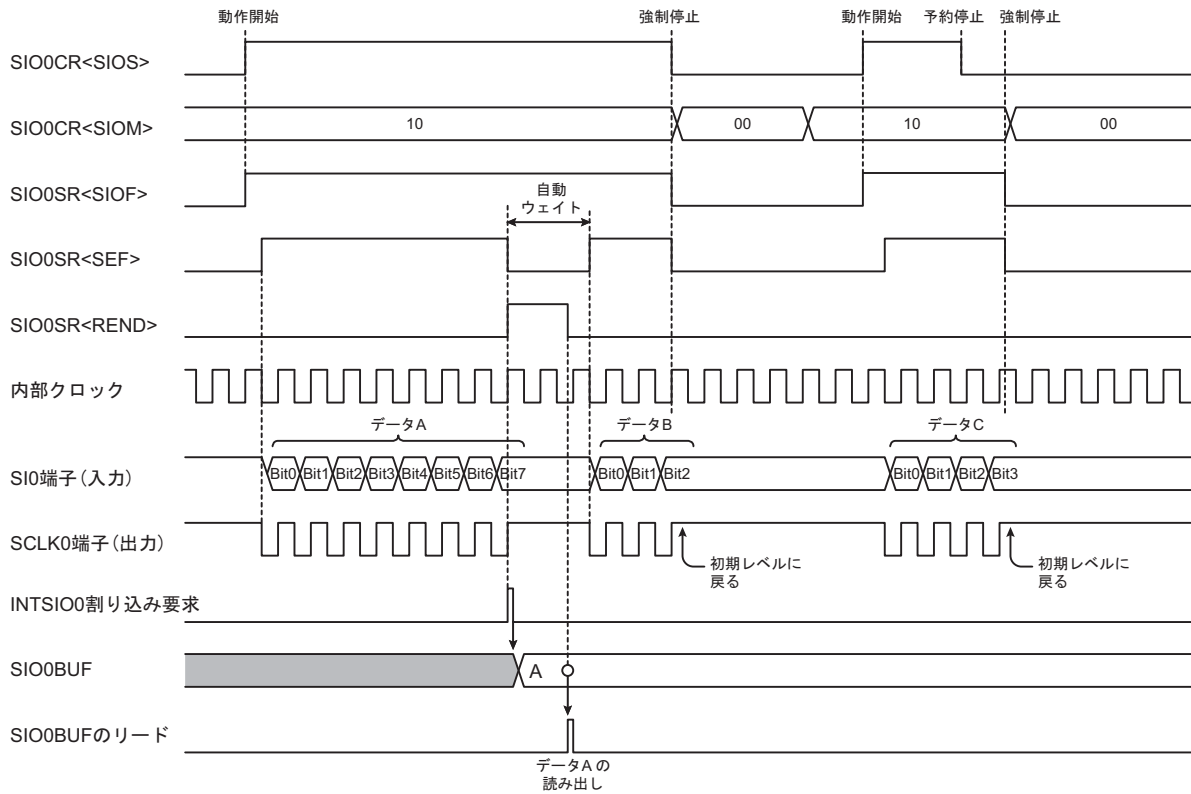 動作開始
強制停止
動作開始
予約停止
強制停止
SIO0CR<SIOS>
SIO0CR<SIOM>
10
00
10
00
SIO0SR<SIOF>
自動
ウェイト
SIO0SR<SEF>
SIO0SR<REND>
内部クロック
データA
データB
データC
SI0端子(入力)
Bit0 Bit1 Bit2 Bit3 Bit4 Bit5 Bit6 Bit7
Bit0 Bit1 Bit2
Bit0 Bit1 Bit2 Bit3
SCLK0端子(出力)
初期レベルに
戻る
初期レベルに
戻る
INTSIO0割り込み要求
SIO0BUF
A
SIO0BUFのリード
データA の
読み出し